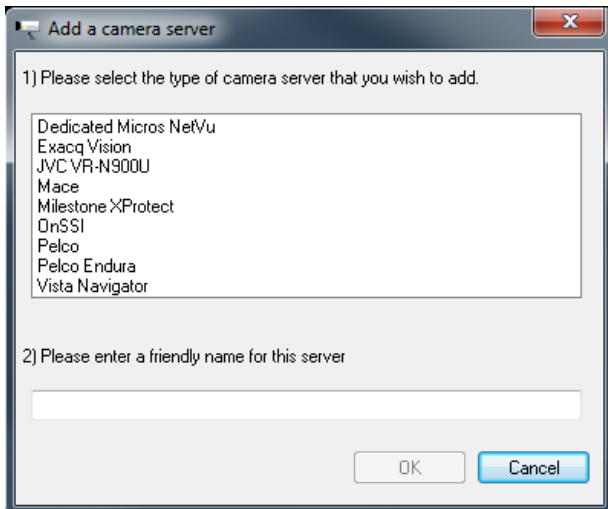 Add a camera server
1) Please select the type of camera server that you wish to add.
Dedicated Micros NetVu
Exacq Vision
JVC VR-N900U
Mace
Milestone XProtect
OnSSI
Pelco
Pelco Endura
Vista Navigator
2) Please enter a friendly name for this server
OK
Cancel